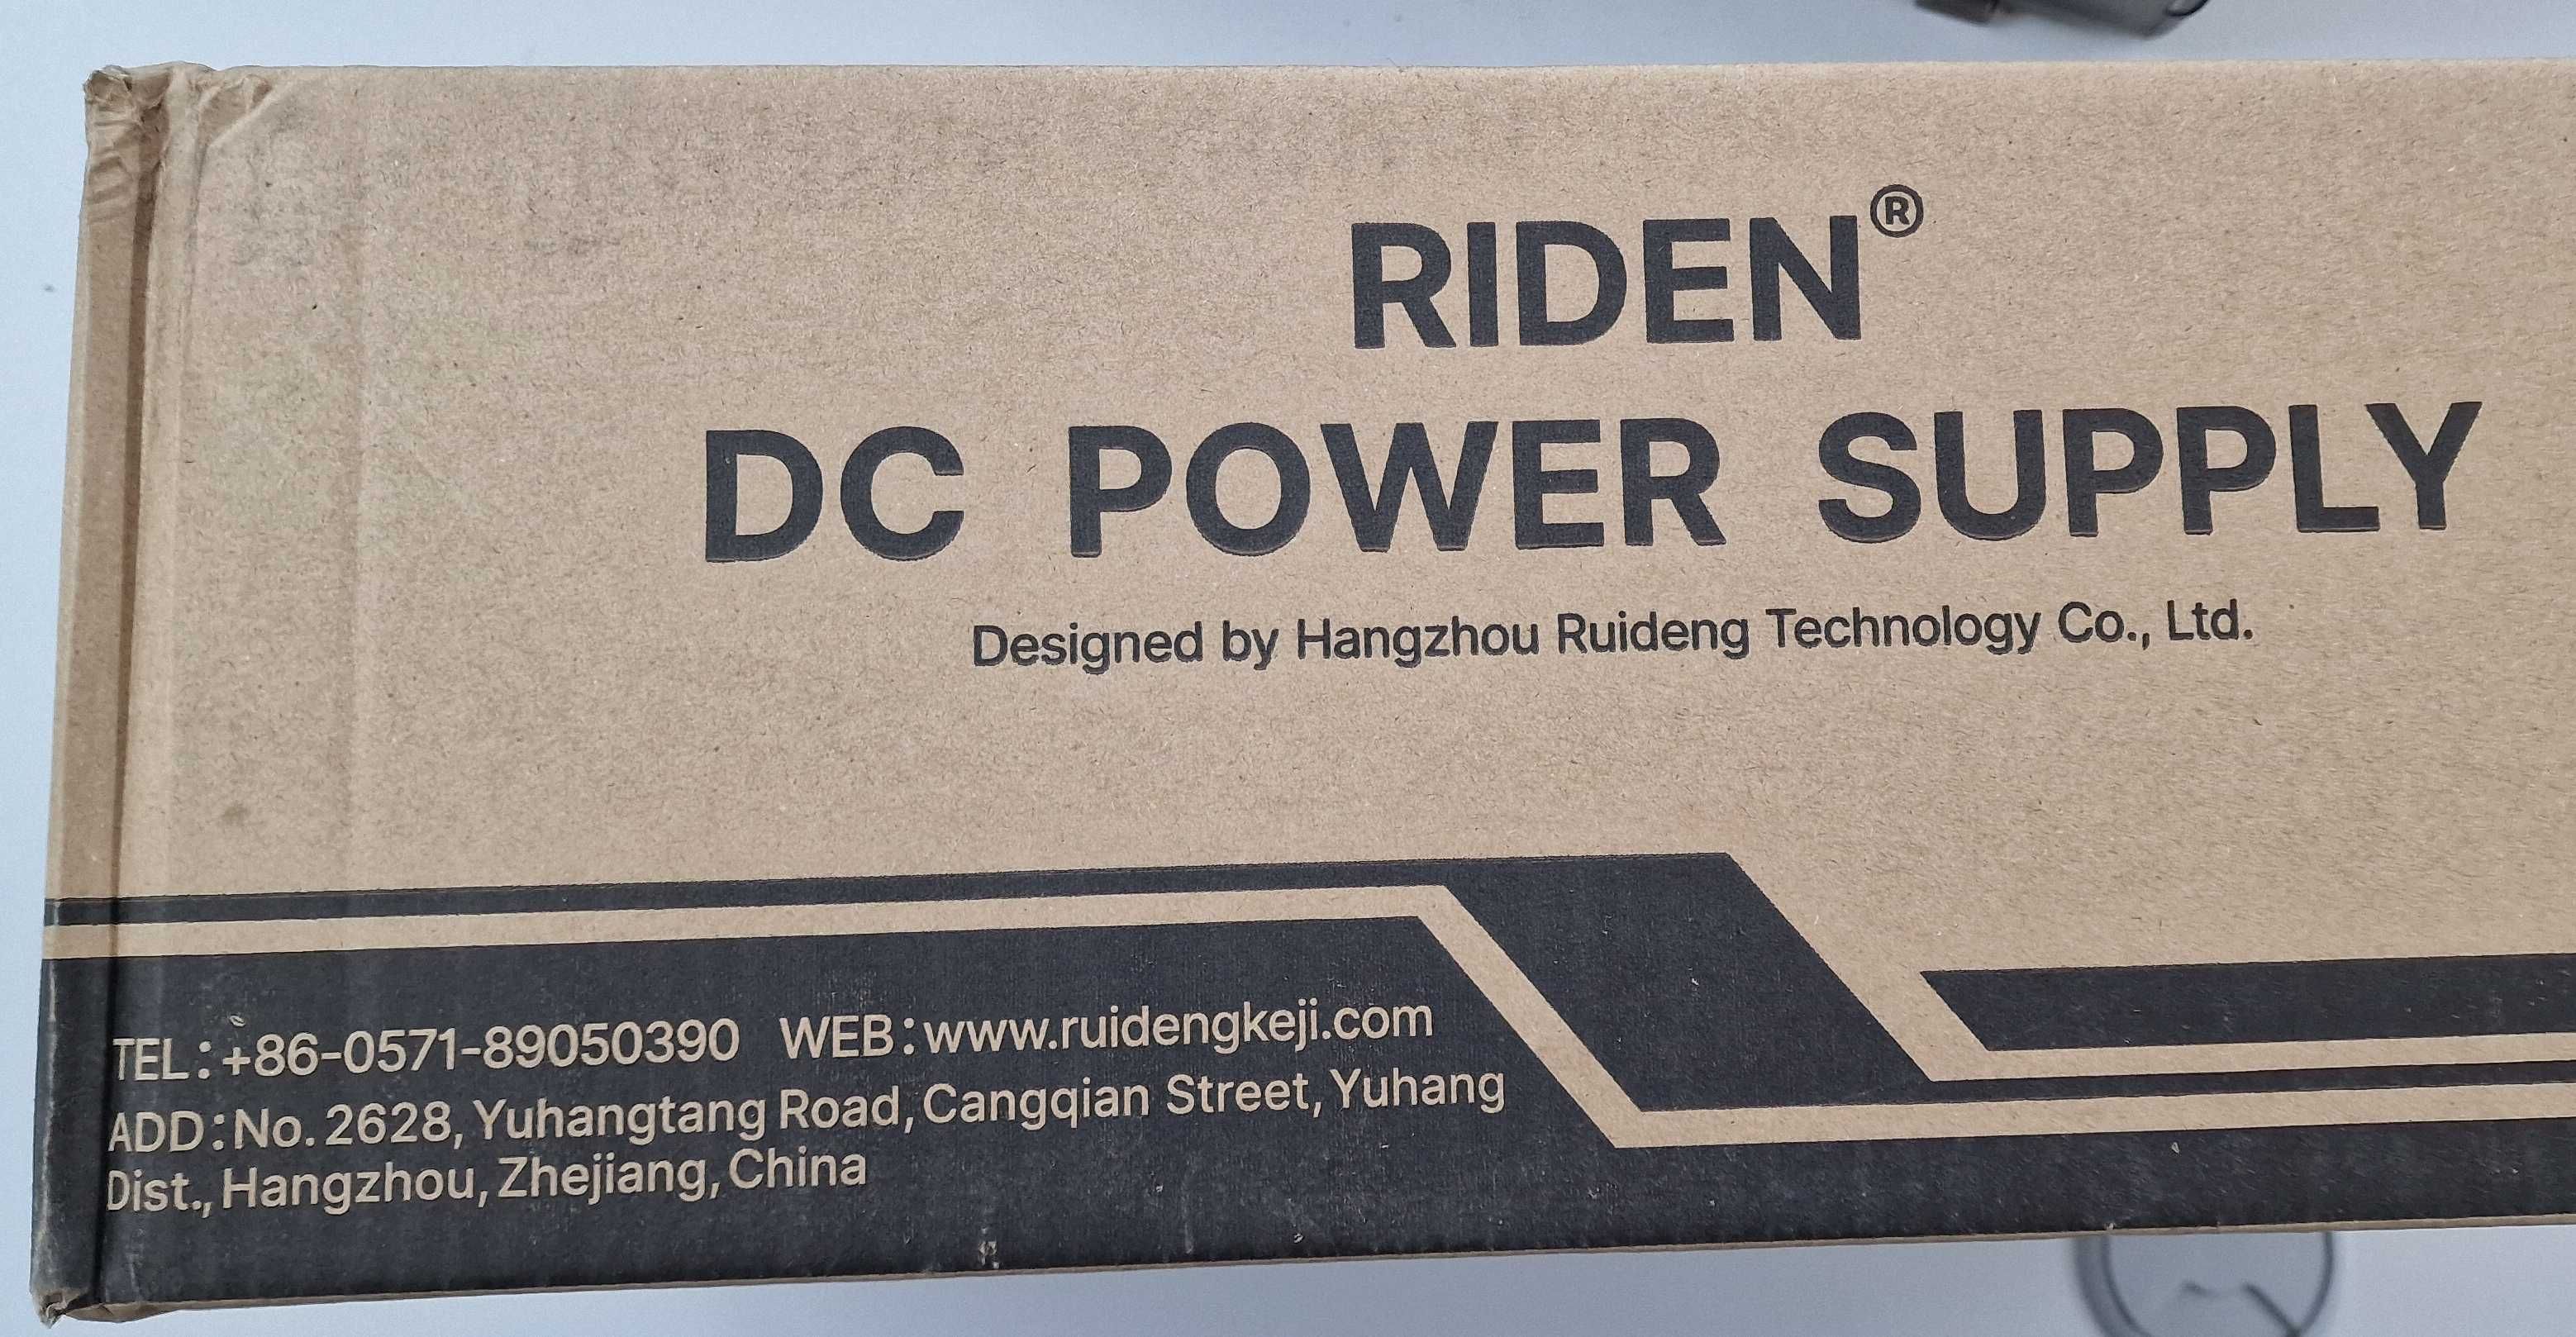 RIDEN®
DC POWER SUPPLY
Designed by Hangzhou Ruideng Technology Co., Ltd.
TEL:+86-0571-89050390 WEB:www.ruidengkeji.com
ADD:No. 2628, Yuhangtang Road, Cangqian Street, Yuhang
Dist., Hangzhou, Zhejiang, China